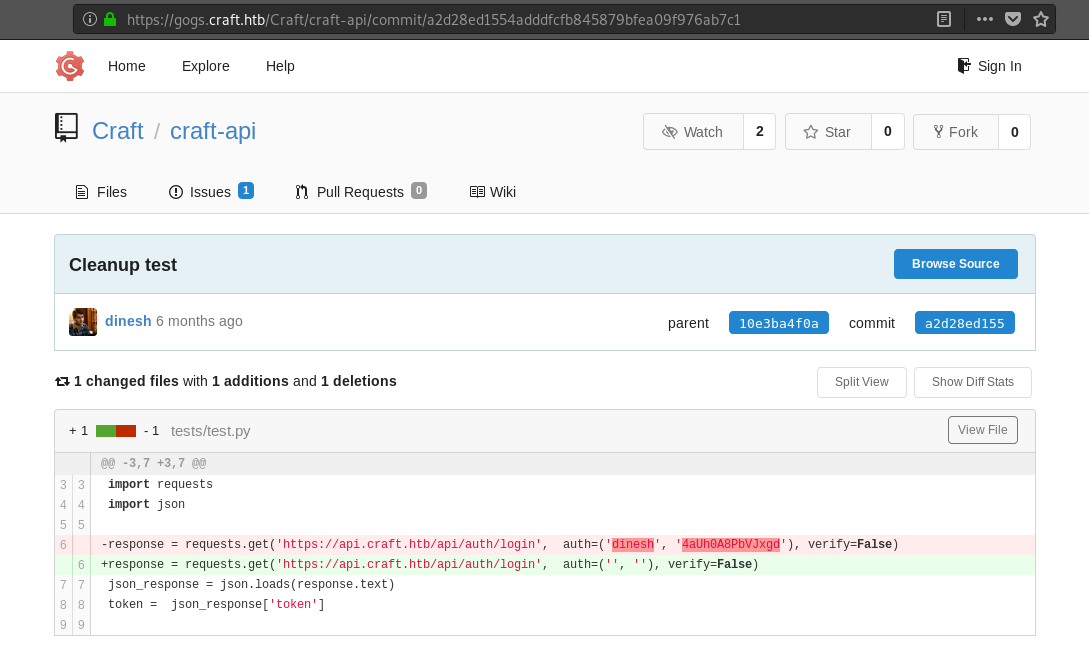 https://gogs.craft.htb/Craft/craft-api/commit/a2d28ed1554adddfcfb845879bfea09f976ab7c1
Home Explore Help Sign In
Craft / craft-api Watch 2 Star 0 Fork 0
Files Issues 1 Pull Requests 0 Wiki
Cleanup test Browse Source
dinesh 6 months ago parent 10e3ba4f0a commit a2d28ed155
1 changed files with 1 additions and 1 deletions Split View Show Diff Stats
+ 1 - 1 tests/test.py View File
@@ -3,7 +3,7 @@
3 3 import requests
4 4 import json
5 5
6 -response = requests.get('https://api.craft.htb/api/auth/login', auth=('dinesh', '4aUh0A8PbVJxgd'), verify=False)
6 +response = requests.get('https://api.craft.htb/api/auth/login', auth=('', ''), verify=False)
7 7 json_response = json.loads(response.text)
8 8 token = json_response['token']
9 9